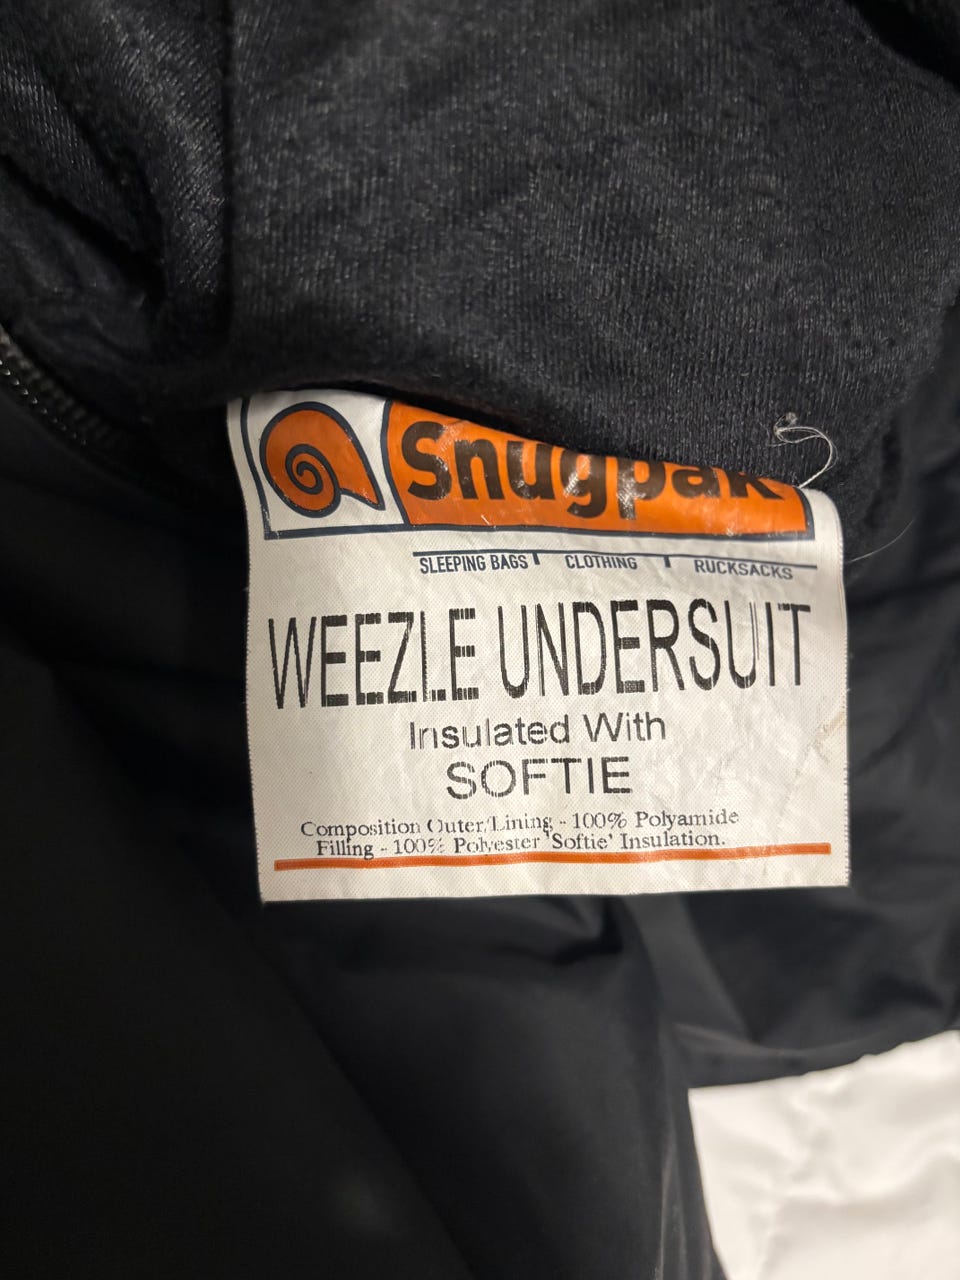 Snugpak
SLEEPING BAGS CLOTHING RUCKSACKS
WEEZLE UNDERSUIT
Insulated With
SOFTIE
Composition Outer/Lining - 100% Polyamide
Filling - 100% Polyester 'Softie' Insulation.